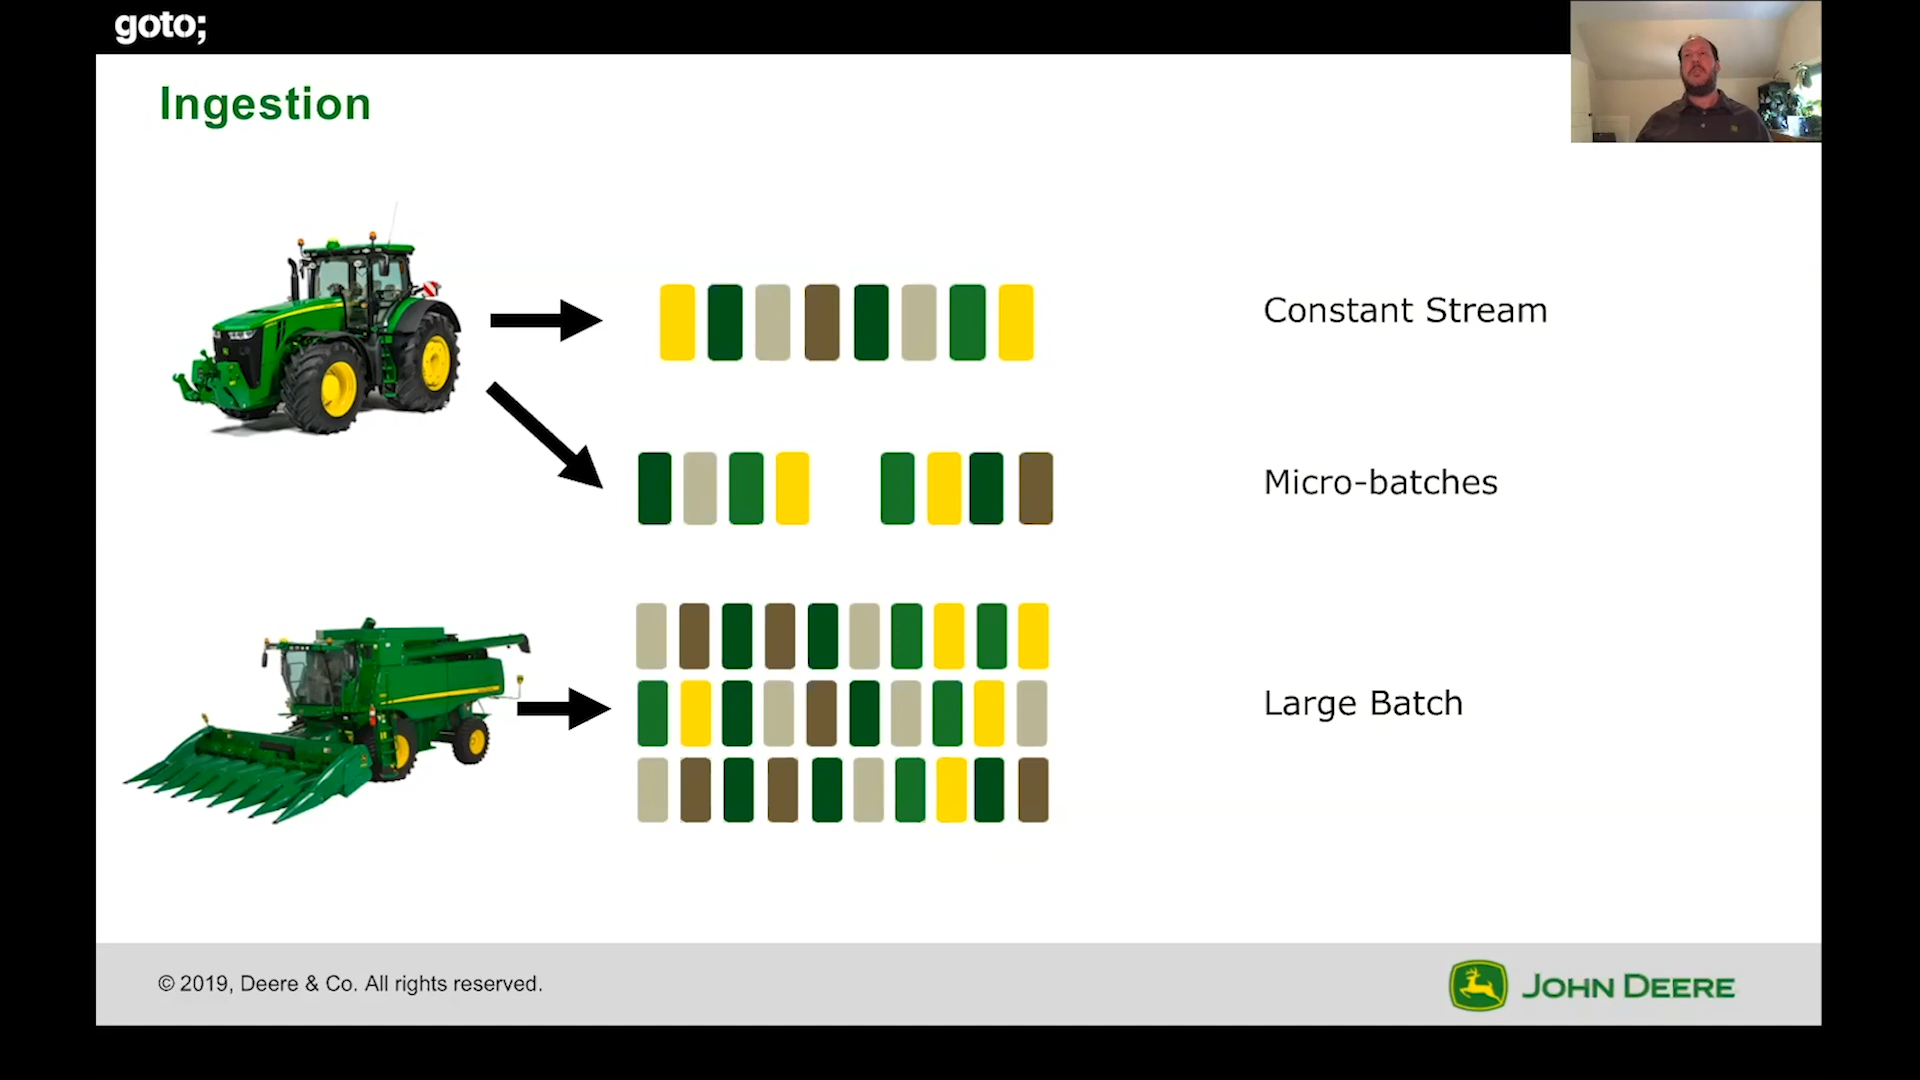 goto;
Ingestion
Constant Stream
Micro-batches
Large Batch
© 2019, Deere & Co. All rights reserved.
JOHN DEERE